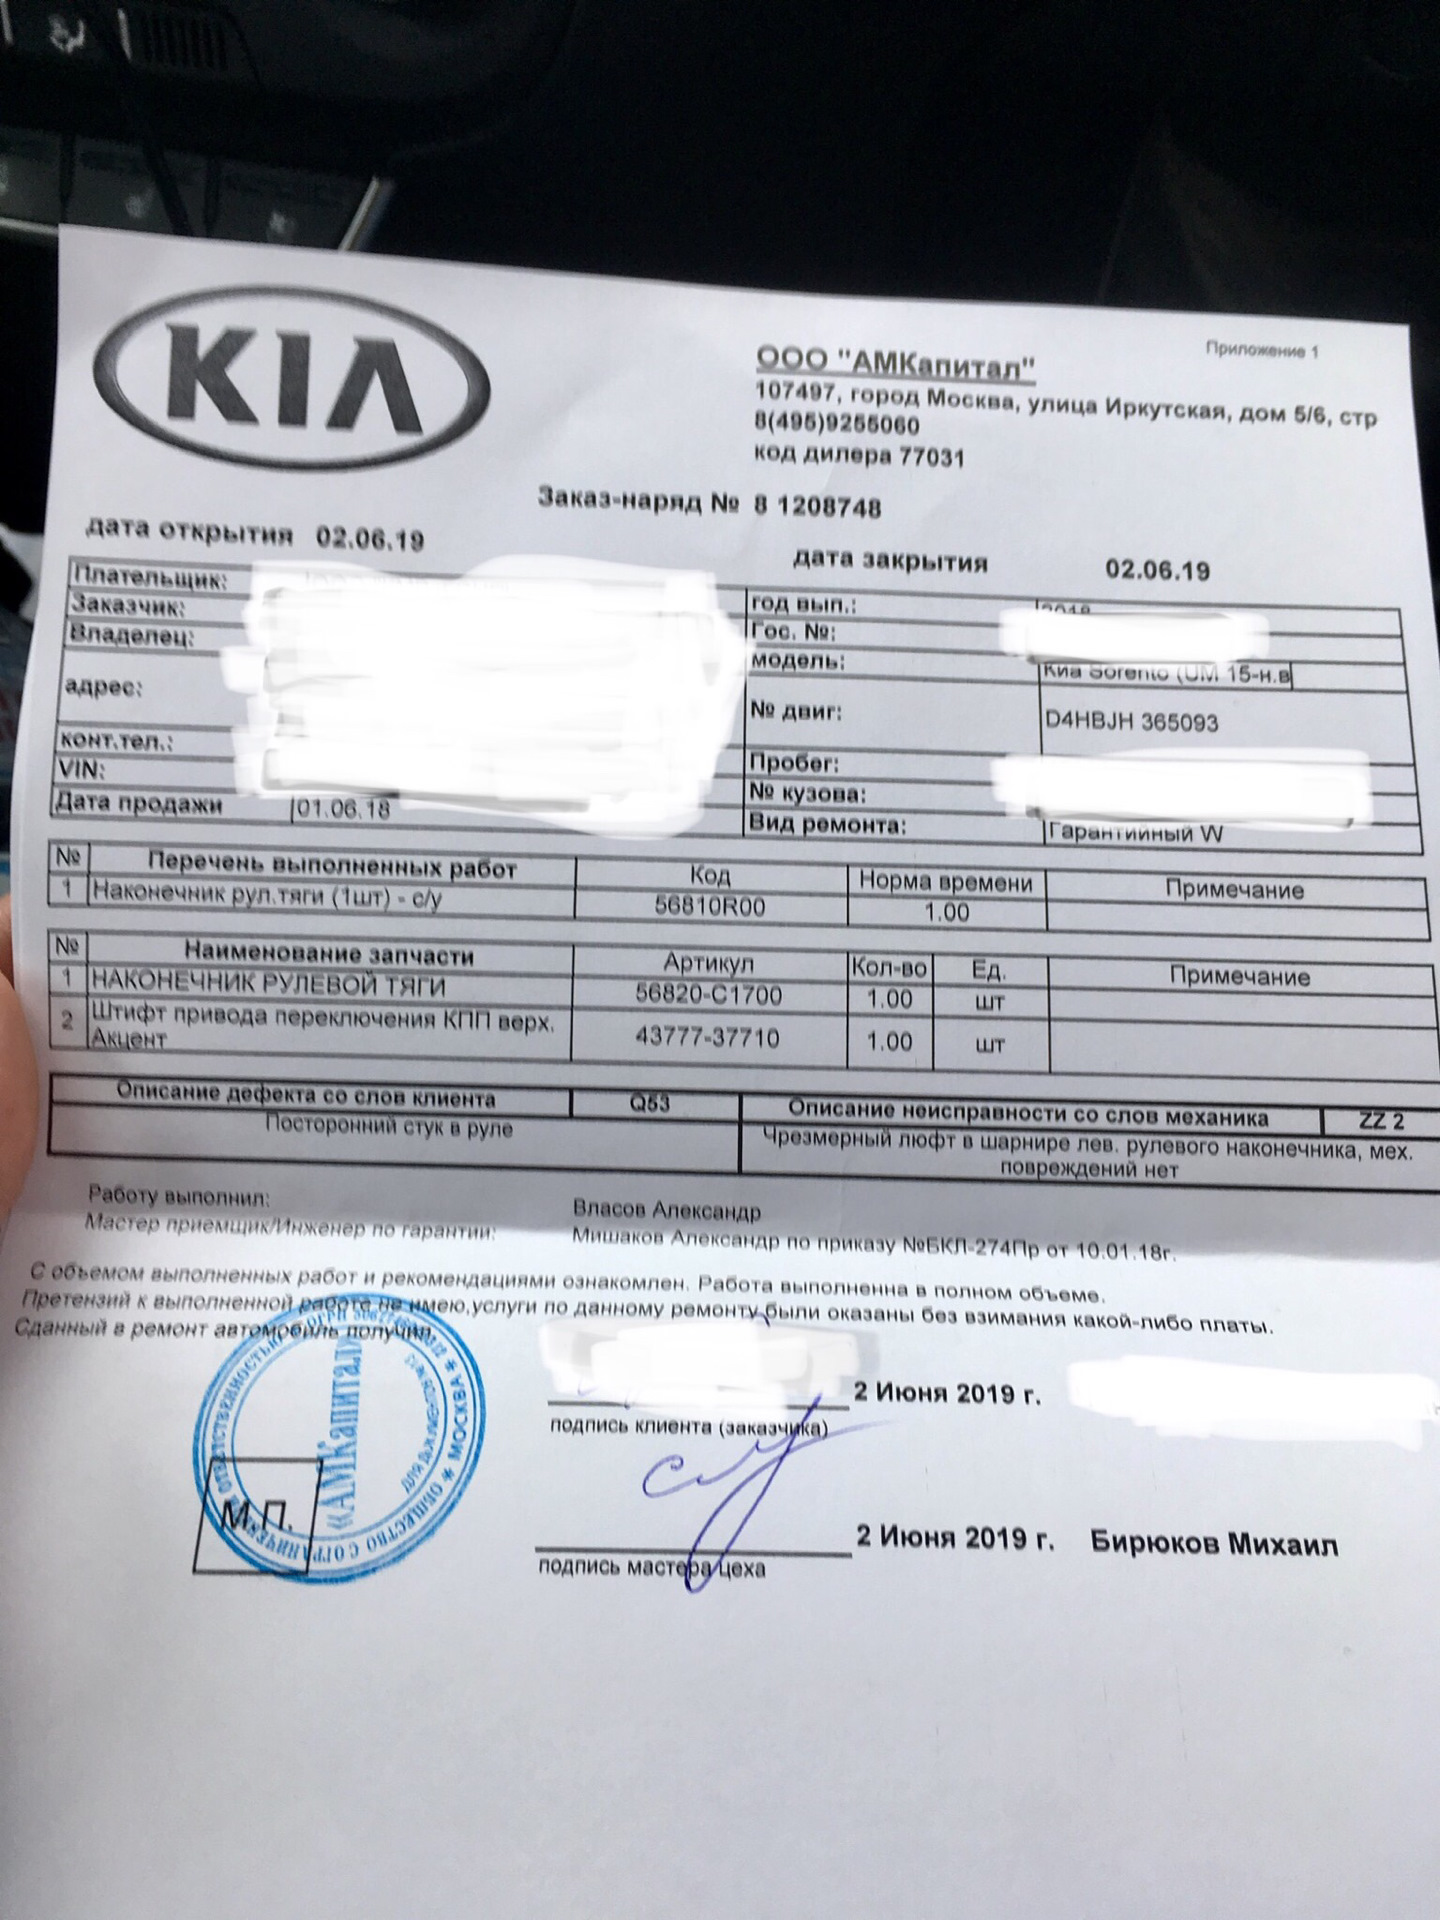 KIA
Приложение 1
ООО "АМКапитал"
107497, город Москва, улица Иркутская, дом 5/6, стр
8(495)9255060
код дилера 77031
Заказ-наряд № 8 1208748
дата открытия 02.06.19
дата закрытия 02.06.19
Плательщик:
Заказчик:
Владелец:
адрес:
конт.тел.:
VIN:
Дата продажи 01.06.18
год вып.: 2018
Гос. №:
модель: Киа Sorento (UM 15-н.в
№ двиг: D4HBJH 365093
Пробег:
№ кузова:
Вид ремонта: Гарантийный W
№ Перечень выполненных работ Код Норма времени Примечание
1 Наконечник рул.тяги (1шт) - с/у 56810R00 1.00
№ Наименование запчасти Артикул Кол-во Ед. Примечание
1 НАКОНЕЧНИК РУЛЕВОЙ ТЯГИ 56820-C1700 1.00 шт
2 Штифт привода переключения КПП верх. Акцент 43777-37710 1.00 шт
Описание дефекта со слов клиента Q53 Описание неисправности со слов механика ZZ 2
Посторонний стук в руле
Чрезмерный люфт в шарнире лев. рулевого наконечника, мех.
повреждений нет
Работу выполнил: Власов Александр
Мастер приемщик/Инженер по гарантии: Мишаков Александр по приказу №БКЛ-274Пр от 10.01.18г.
С объемом выполненных работ и рекомендациями ознакомлен. Работа выполненна в полном объеме.
Претензий к выполненной работе не имею,услуги по данному ремонту были оказаны без взимания какой-либо платы.
Сданный в ремонт автомобиль получил.
2 Июня 2019 г.
подпись клиента (заказчика)
2 Июня 2019 г. Бирюков Михаил
подпись мастера цеха
М.П.
«АМКапитал»
Для документов
ОБЩЕСТВО С ОГРАНИЧЕННОЙ ОТВЕТСТВЕННОСТЬЮ
ОГРН
* МОСКВА *